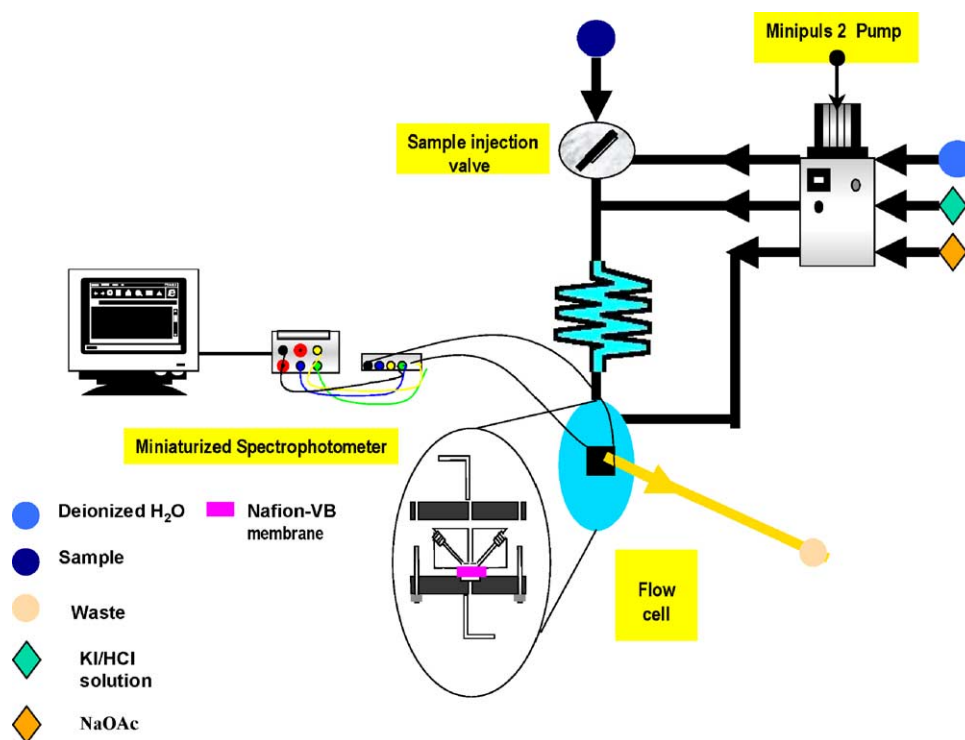 Minipuls 2 Pump
Sample injection
valve
Miniaturized Spectrophotometer
Deionized H₂O
Nafion-VB
membrane
Sample
Waste
Flow
cell
KI/HCI
solution
NaOAc